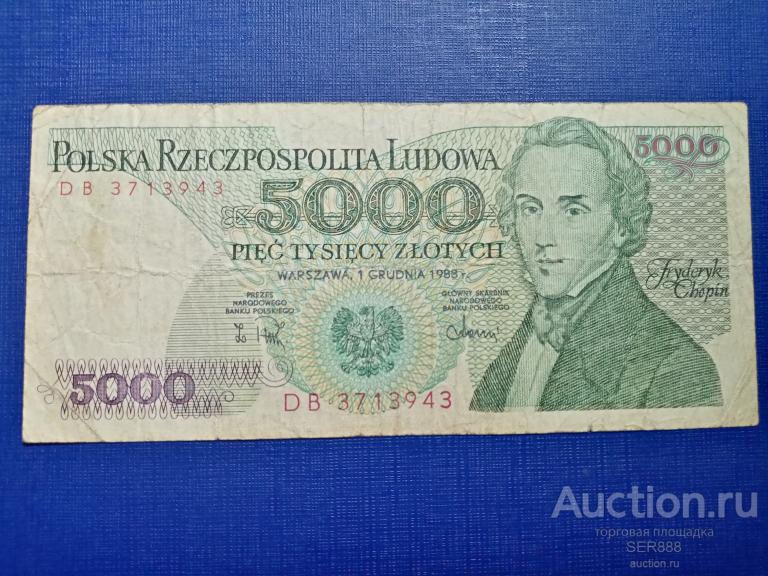 POLSKA RZECZPOSPOLITA LUDOWA
5000
DB 3713943
5000
PIĘĆ TYSIĘCY ZŁOTYCH
WARSZAWA, 1 GRUDNIA 1988 r.
PREZES
NARODOWEGO
BANKU POLSKIEGO
GŁÓWNY SKARBNIK
NARODOWEGO
BANKU POLSKIEGO
Fryderyk
Chopin
5000
DB 3713943
Auction.ru
торговая площадка
SER888
auction.ru